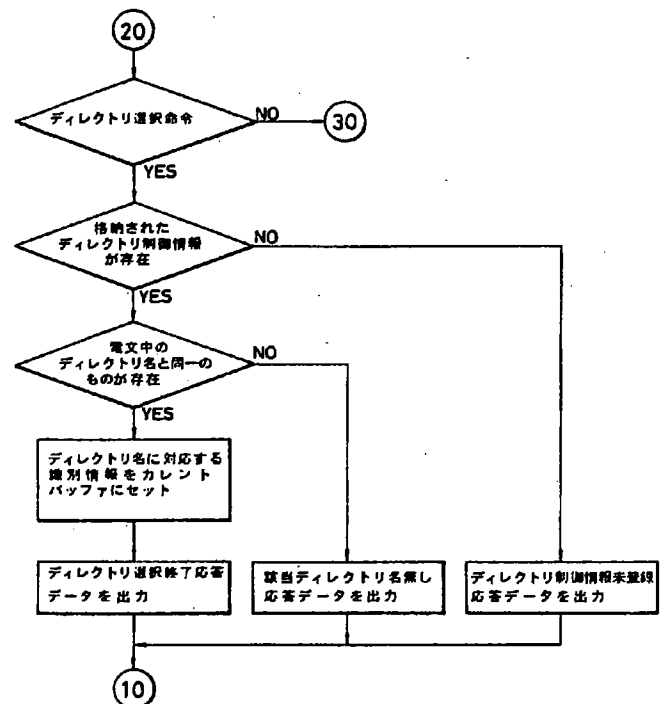 20
ディレクトリ選択命令
NO
30
YES
格納された
ディレクトリ制御情報
が存在
NO
YES
電文中の
ディレクトリ名と同一の
ものが存在
NO
YES
ディレクトリ名に対応する
識別情報をカレント
バッファにセット
ディレクトリ選択終了応答
データを出力
該当ディレクトリ名無し
応答データを出力
ディレクトリ制御情報未登録
応答データを出力
10